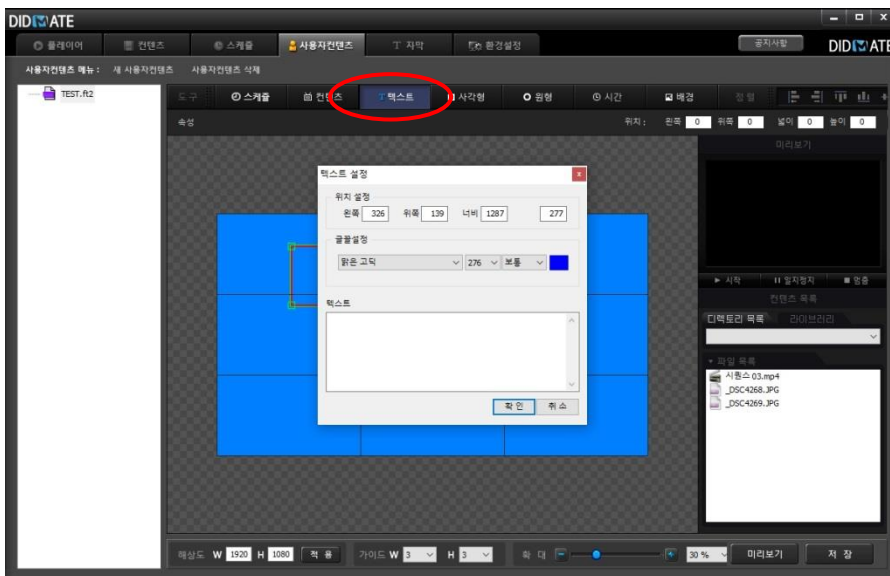 DIDMATE
플레이어 컨텐츠 스케쥴 사용자컨텐츠 T 자막 환경설정 공지사항 DIDMATE
사용자컨텐츠 메뉴 : 새 사용자컨텐츠 사용자컨텐츠 삭제
TEST.ft2
도구 스케줄 컨텐츠 T 텍스트 사각형 원형 시간 배경 정렬
속성 위치 : 왼쪽 0 위쪽 0 넓이 0 높이 0
미리보기
텍스트 설정
위치 설정
왼쪽 326 위쪽 139 너비 1287 277
글꼴설정
맑은 고딕 276 보통
텍스트
확인 취소
시작 일지정지 멈춤
컨텐츠 목록
디렉토리 목록 라이브러리
파일 목록
시퀀스 03.mp4
_DSC4268.JPG
_DSC4269.JPG
해상도 W 1920 H 1080 적용 가이드 W 3 H 3 확대 30 % 미리보기 저장